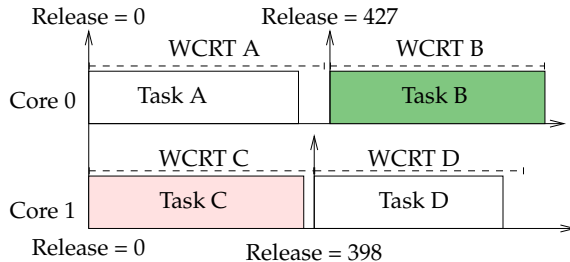 Release = 0 Release = 427
WCRT A WCRT B
Core 0 Task A Task B
WCRT C WCRT D
Core 1 Task C Task D
Release = 0 Release = 398